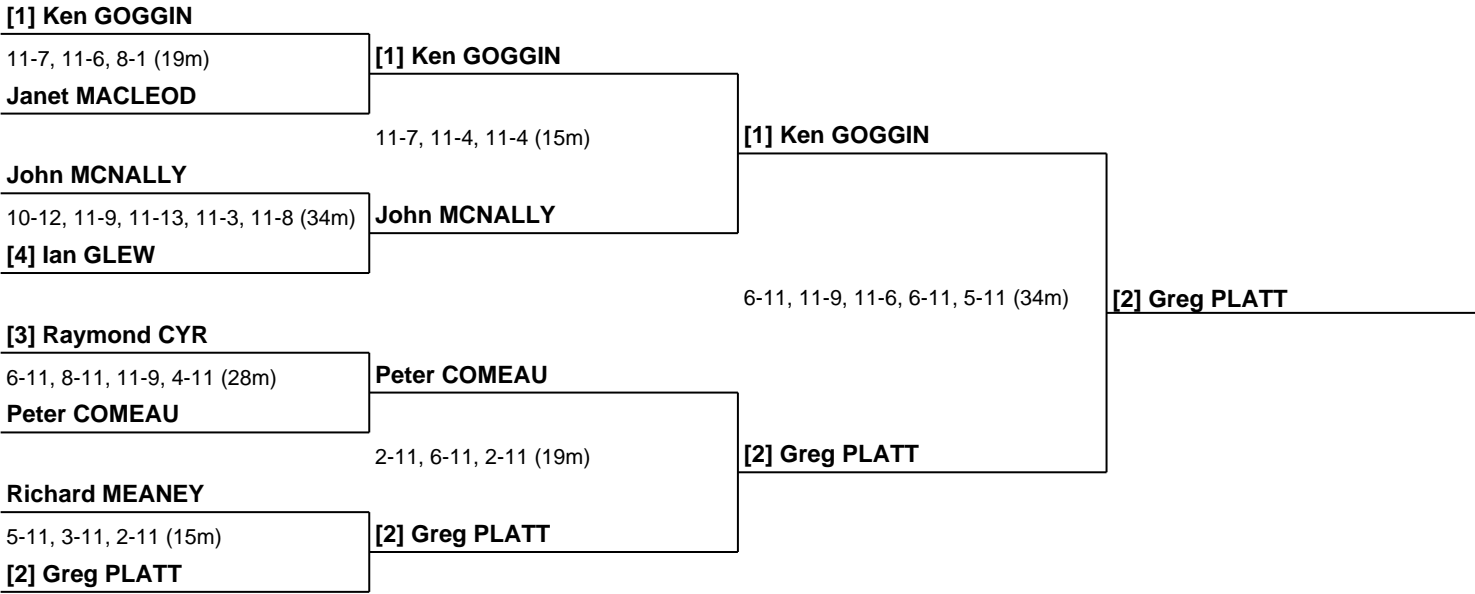 [1] Ken GOGGIN
11-7, 11-6, 8-1 (19m)
[1] Ken GOGGIN
Janet MACLEOD
11-7, 11-4, 11-4 (15m)
[1] Ken GOGGIN
John MCNALLY
10-12, 11-9, 11-13, 11-3, 11-8 (34m)
John MCNALLY
[4] Ian GLEW
6-11, 11-9, 11-6, 6-11, 5-11 (34m)
[2] Greg PLATT
[3] Raymond CYR
6-11, 8-11, 11-9, 4-11 (28m)
Peter COMEAU
Peter COMEAU
2-11, 6-11, 2-11 (19m)
[2] Greg PLATT
Richard MEANEY
5-11, 3-11, 2-11 (15m)
[2] Greg PLATT
[2] Greg PLATT